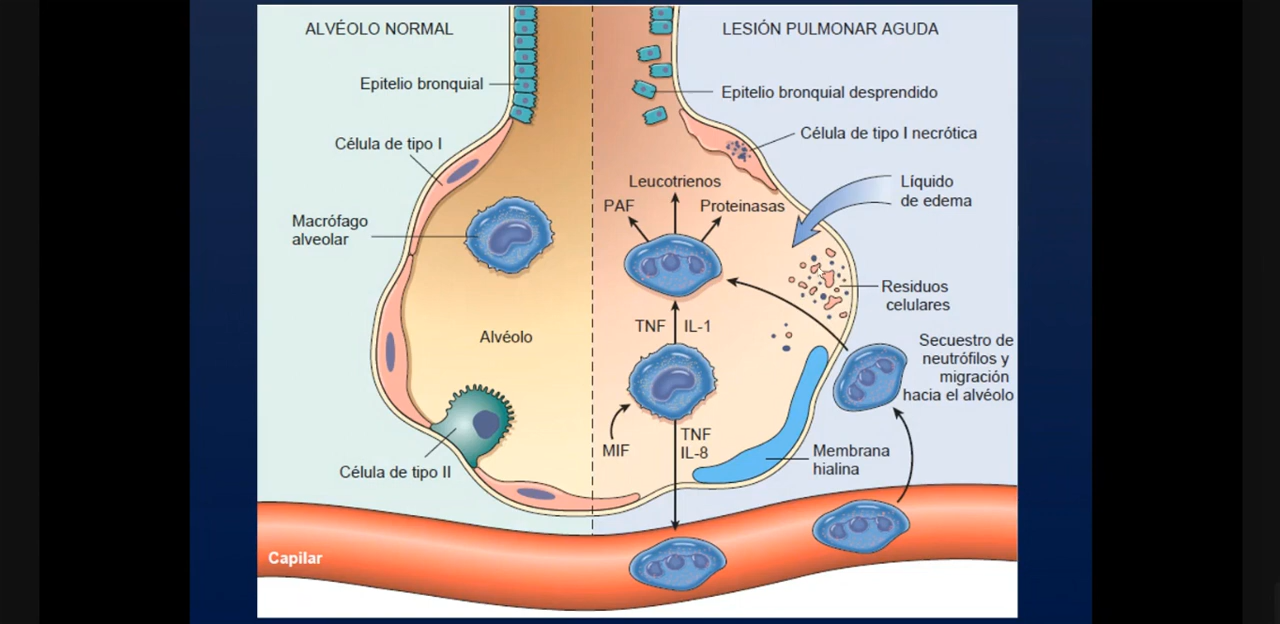 ALVÉOLO NORMAL
LESIÓN PULMONAR AGUDA
Epitelio bronquial
Epitelio bronquial desprendido
Célula de tipo I
Célula de tipo I necrótica
Leucotrienos
PAF
Proteinasas
Líquido
de edema
Macrófago
alveolar
Residuos
celulares
TNF
IL-1
Alvéolo
Secuestro de
neutrófilos y
migración
hacia el alvéolo
MIF
TNF
IL-8
Membrana
hialina
Célula de tipo II
Capilar